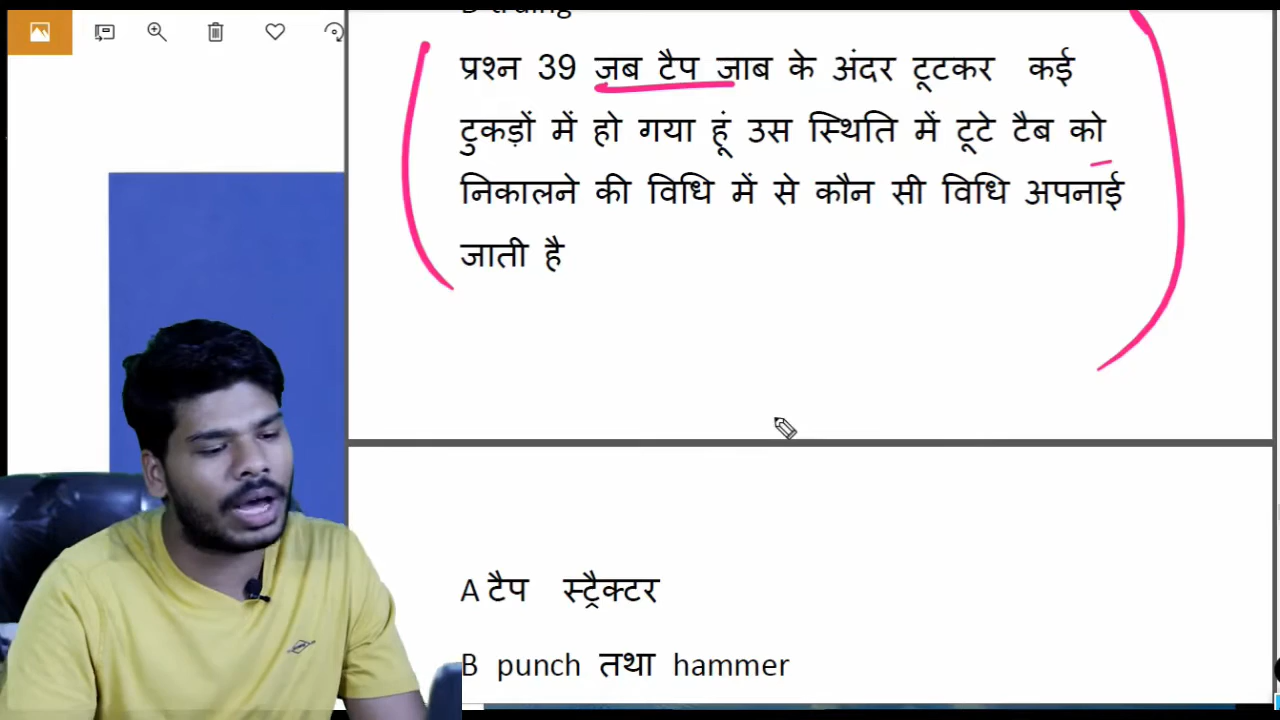 प्रश्न 39 जब टैप जाब के अंदर टूटकर कई
टुकड़ों में हो गया हूं उस स्थिति में टूटे टैब को
निकालने की विधि में से कौन सी विधि अपनाई
जाती है
A टैप स्ट्रैक्टर
B punch तथा hammer